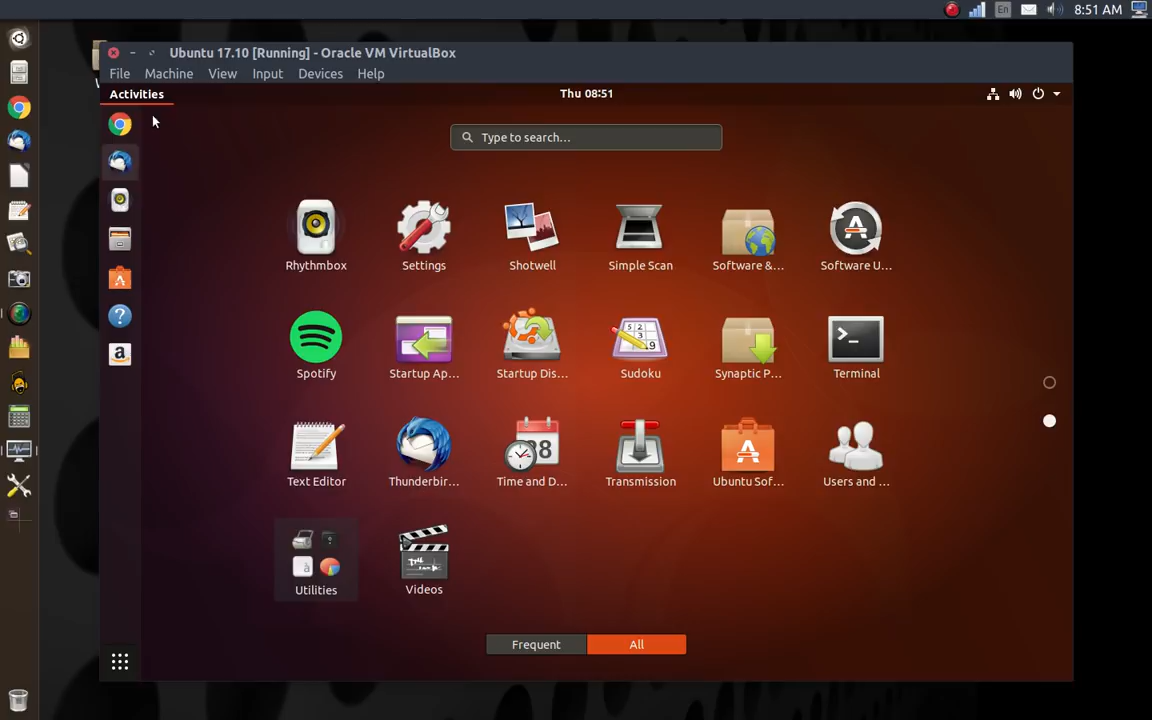 En
8:51 AM
Ubuntu 17.10 [Running] - Oracle VM VirtualBox
File Machine View Input Devices Help
Activities
Thu 08:51
Type to search...
Rhythmbox
Settings
Shotwell
Simple Scan
Software &...
Software U...
Spotify
Startup Ap...
Startup Dis...
Sudoku
Synaptic P...
Terminal
Text Editor
Thunderbir...
Time and D...
Transmission
Ubuntu Sof...
Users and ...
Utilities
Videos
Frequent
All